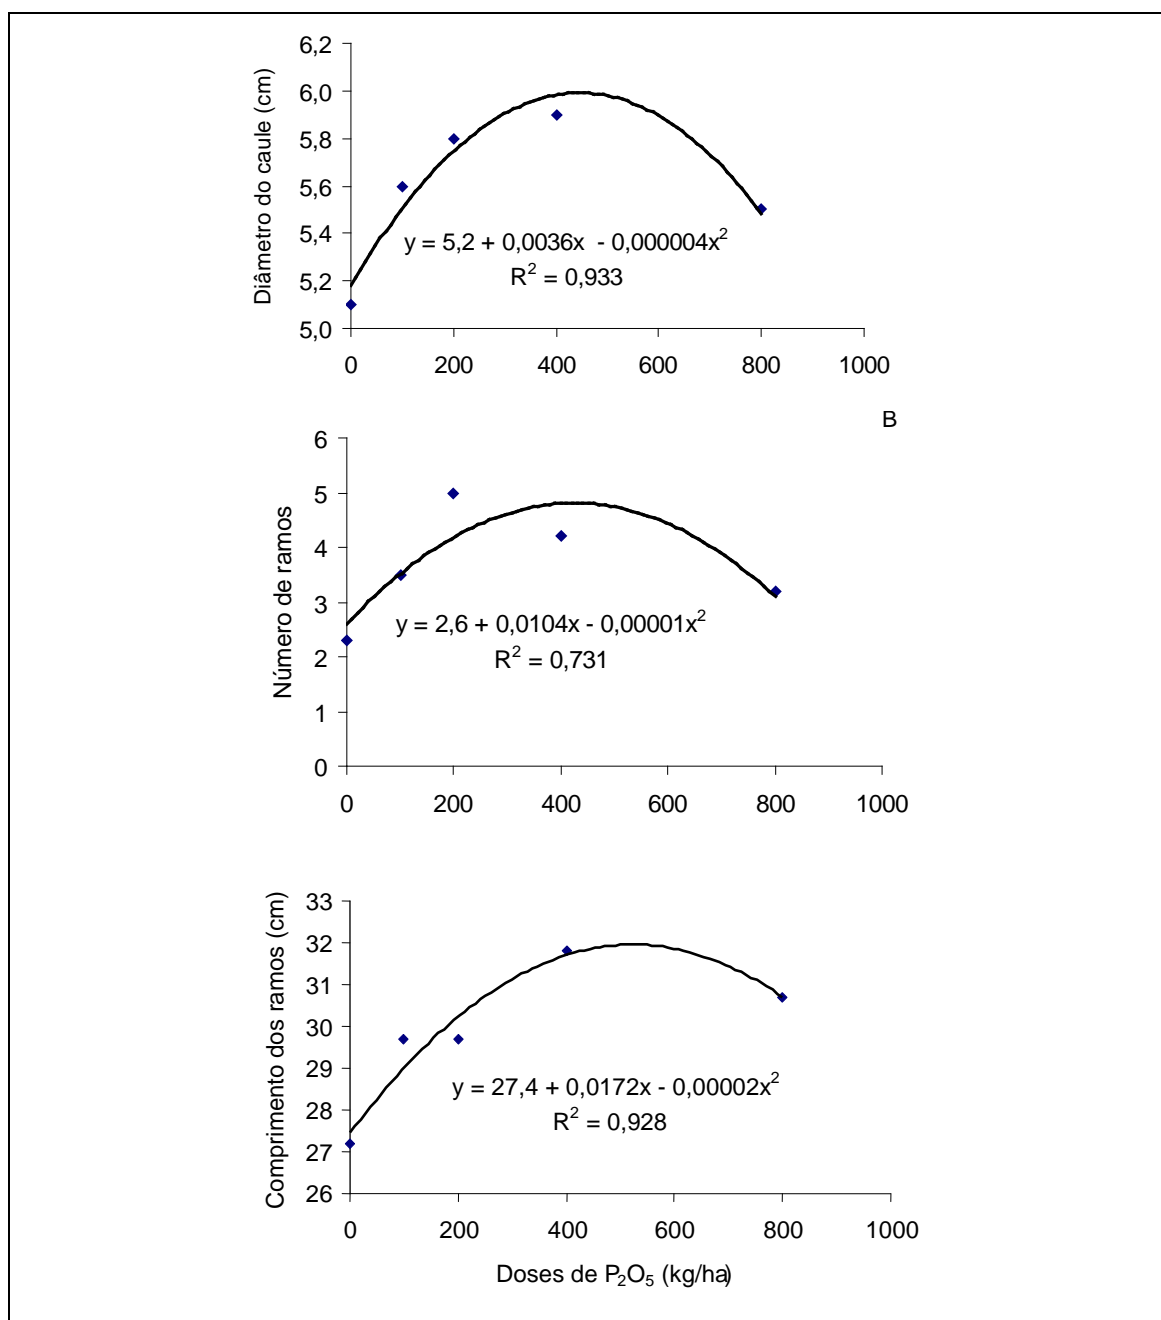 Diâmetro do caule (cm)
6,2
6,0
5,8
5,6
5,4
5,2
5,0
y = 5,2 + 0,0036x - 0,000004x²
R² = 0,933
0 200 400 600 800 1000
B
Número de ramos
6
5
4
3
2
1
0
y = 2,6 + 0,0104x - 0,00001x²
R² = 0,731
0 200 400 600 800 1000
Comprimento dos ramos (cm)
33
32
31
30
29
28
27
26
y = 27,4 + 0,0172x - 0,00002x²
R² = 0,928
0 200 400 600 800 1000
Doses de P₂O₅ (kg/ha)